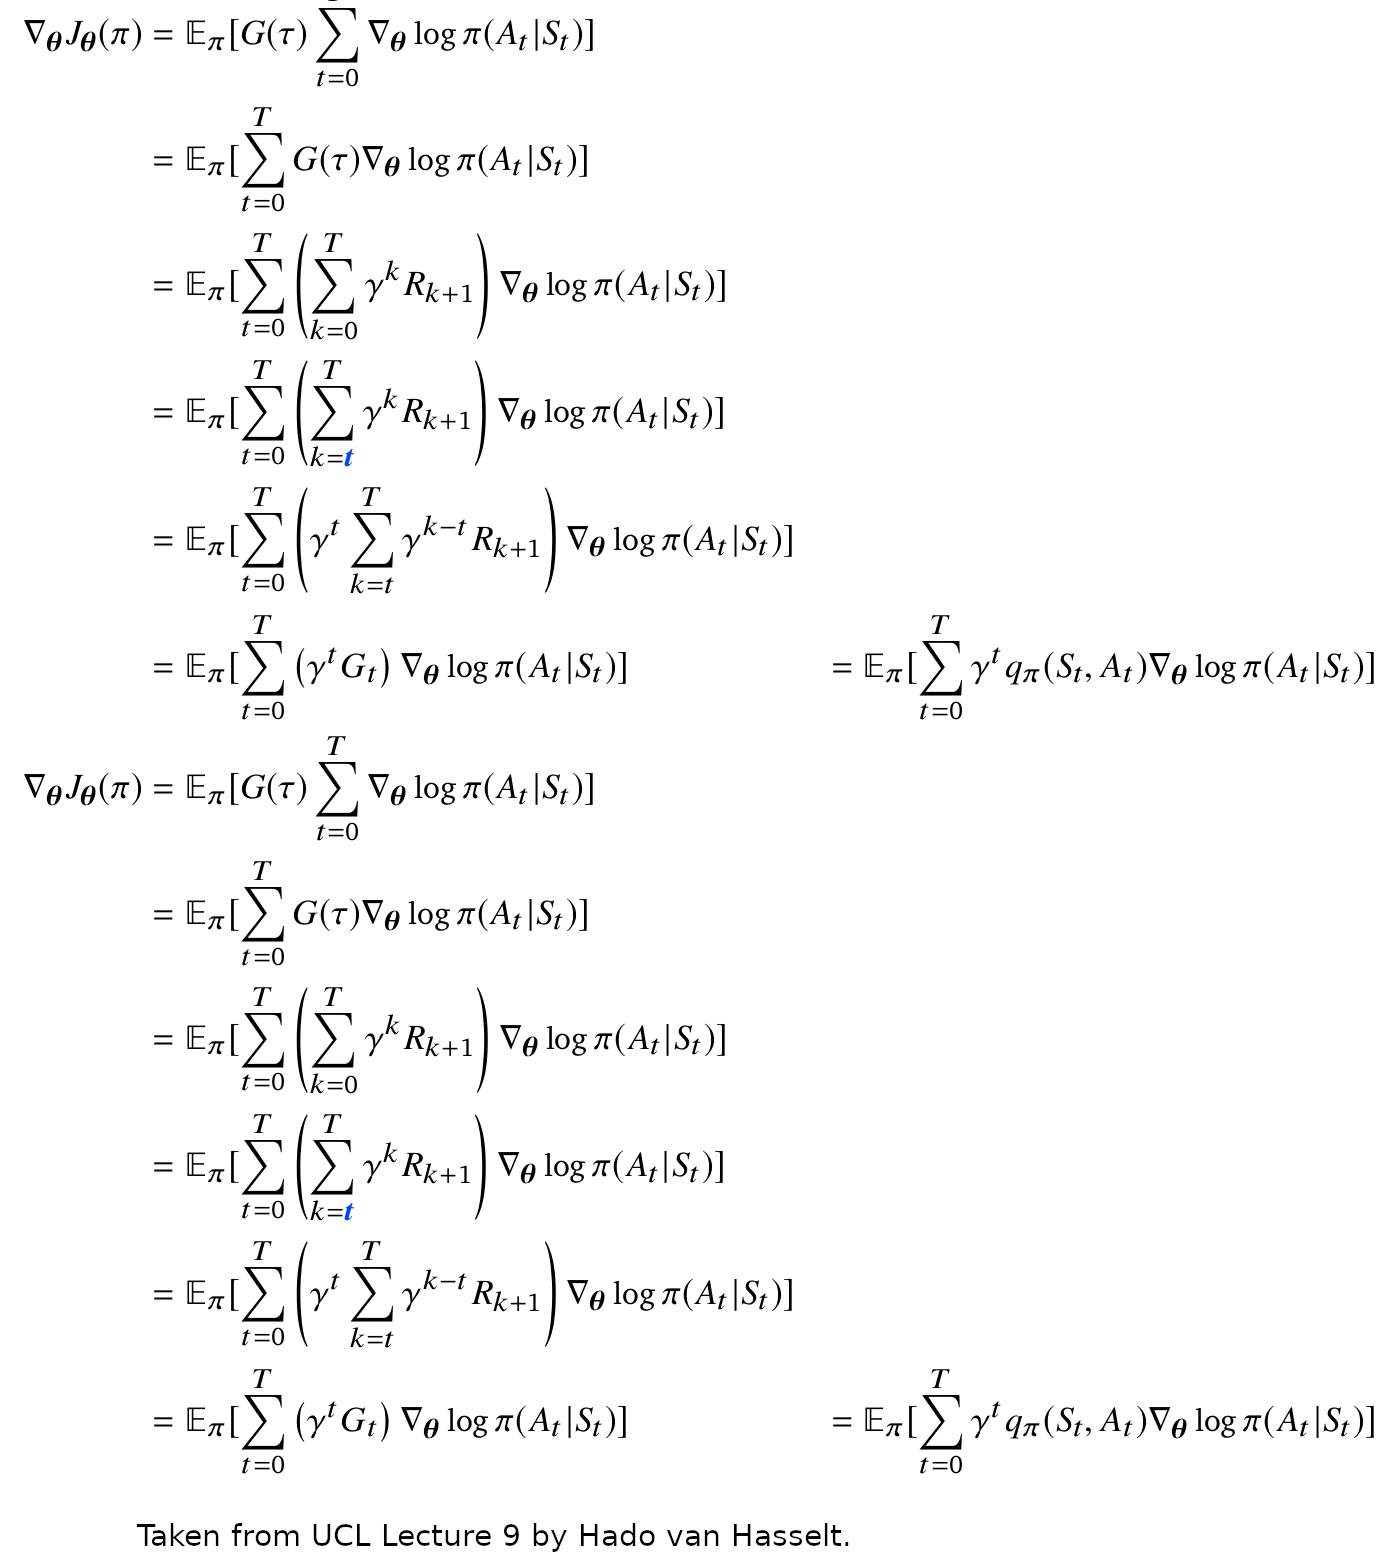 ∇_θ J_θ(π) = 𝔼_π[G(τ) ∑_{t=0} ∇_θ log π(A_t|S_t)]
= 𝔼_π[∑_{t=0}^{T} G(τ)∇_θ log π(A_t|S_t)]
= 𝔼_π[∑_{t=0}^{T} (∑_{k=0}^{T} γ^k R_{k+1}) ∇_θ log π(A_t|S_t)]
= 𝔼_π[∑_{t=0}^{T} (∑_{k=t}^{T} γ^k R_{k+1}) ∇_θ log π(A_t|S_t)]
= 𝔼_π[∑_{t=0}^{T} (γ^t ∑_{k=t}^{T} γ^{k−t} R_{k+1}) ∇_θ log π(A_t|S_t)]
= 𝔼_π[∑_{t=0}^{T} (γ^t G_t) ∇_θ log π(A_t|S_t)] = 𝔼_π[∑_{t=0}^{T} γ^t q_π(S_t, A_t)∇_θ log π(A_t|S_t)]
∇_θ J_θ(π) = 𝔼_π[G(τ) ∑_{t=0}^{T} ∇_θ log π(A_t|S_t)]
= 𝔼_π[∑_{t=0}^{T} G(τ)∇_θ log π(A_t|S_t)]
= 𝔼_π[∑_{t=0}^{T} (∑_{k=0}^{T} γ^k R_{k+1}) ∇_θ log π(A_t|S_t)]
= 𝔼_π[∑_{t=0}^{T} (∑_{k=t}^{T} γ^k R_{k+1}) ∇_θ log π(A_t|S_t)]
= 𝔼_π[∑_{t=0}^{T} (γ^t ∑_{k=t}^{T} γ^{k−t} R_{k+1}) ∇_θ log π(A_t|S_t)]
= 𝔼_π[∑_{t=0}^{T} (γ^t G_t) ∇_θ log π(A_t|S_t)] = 𝔼_π[∑_{t=0}^{T} γ^t q_π(S_t, A_t)∇_θ log π(A_t|S_t)]
Taken from UCL Lecture 9 by Hado van Hasselt.